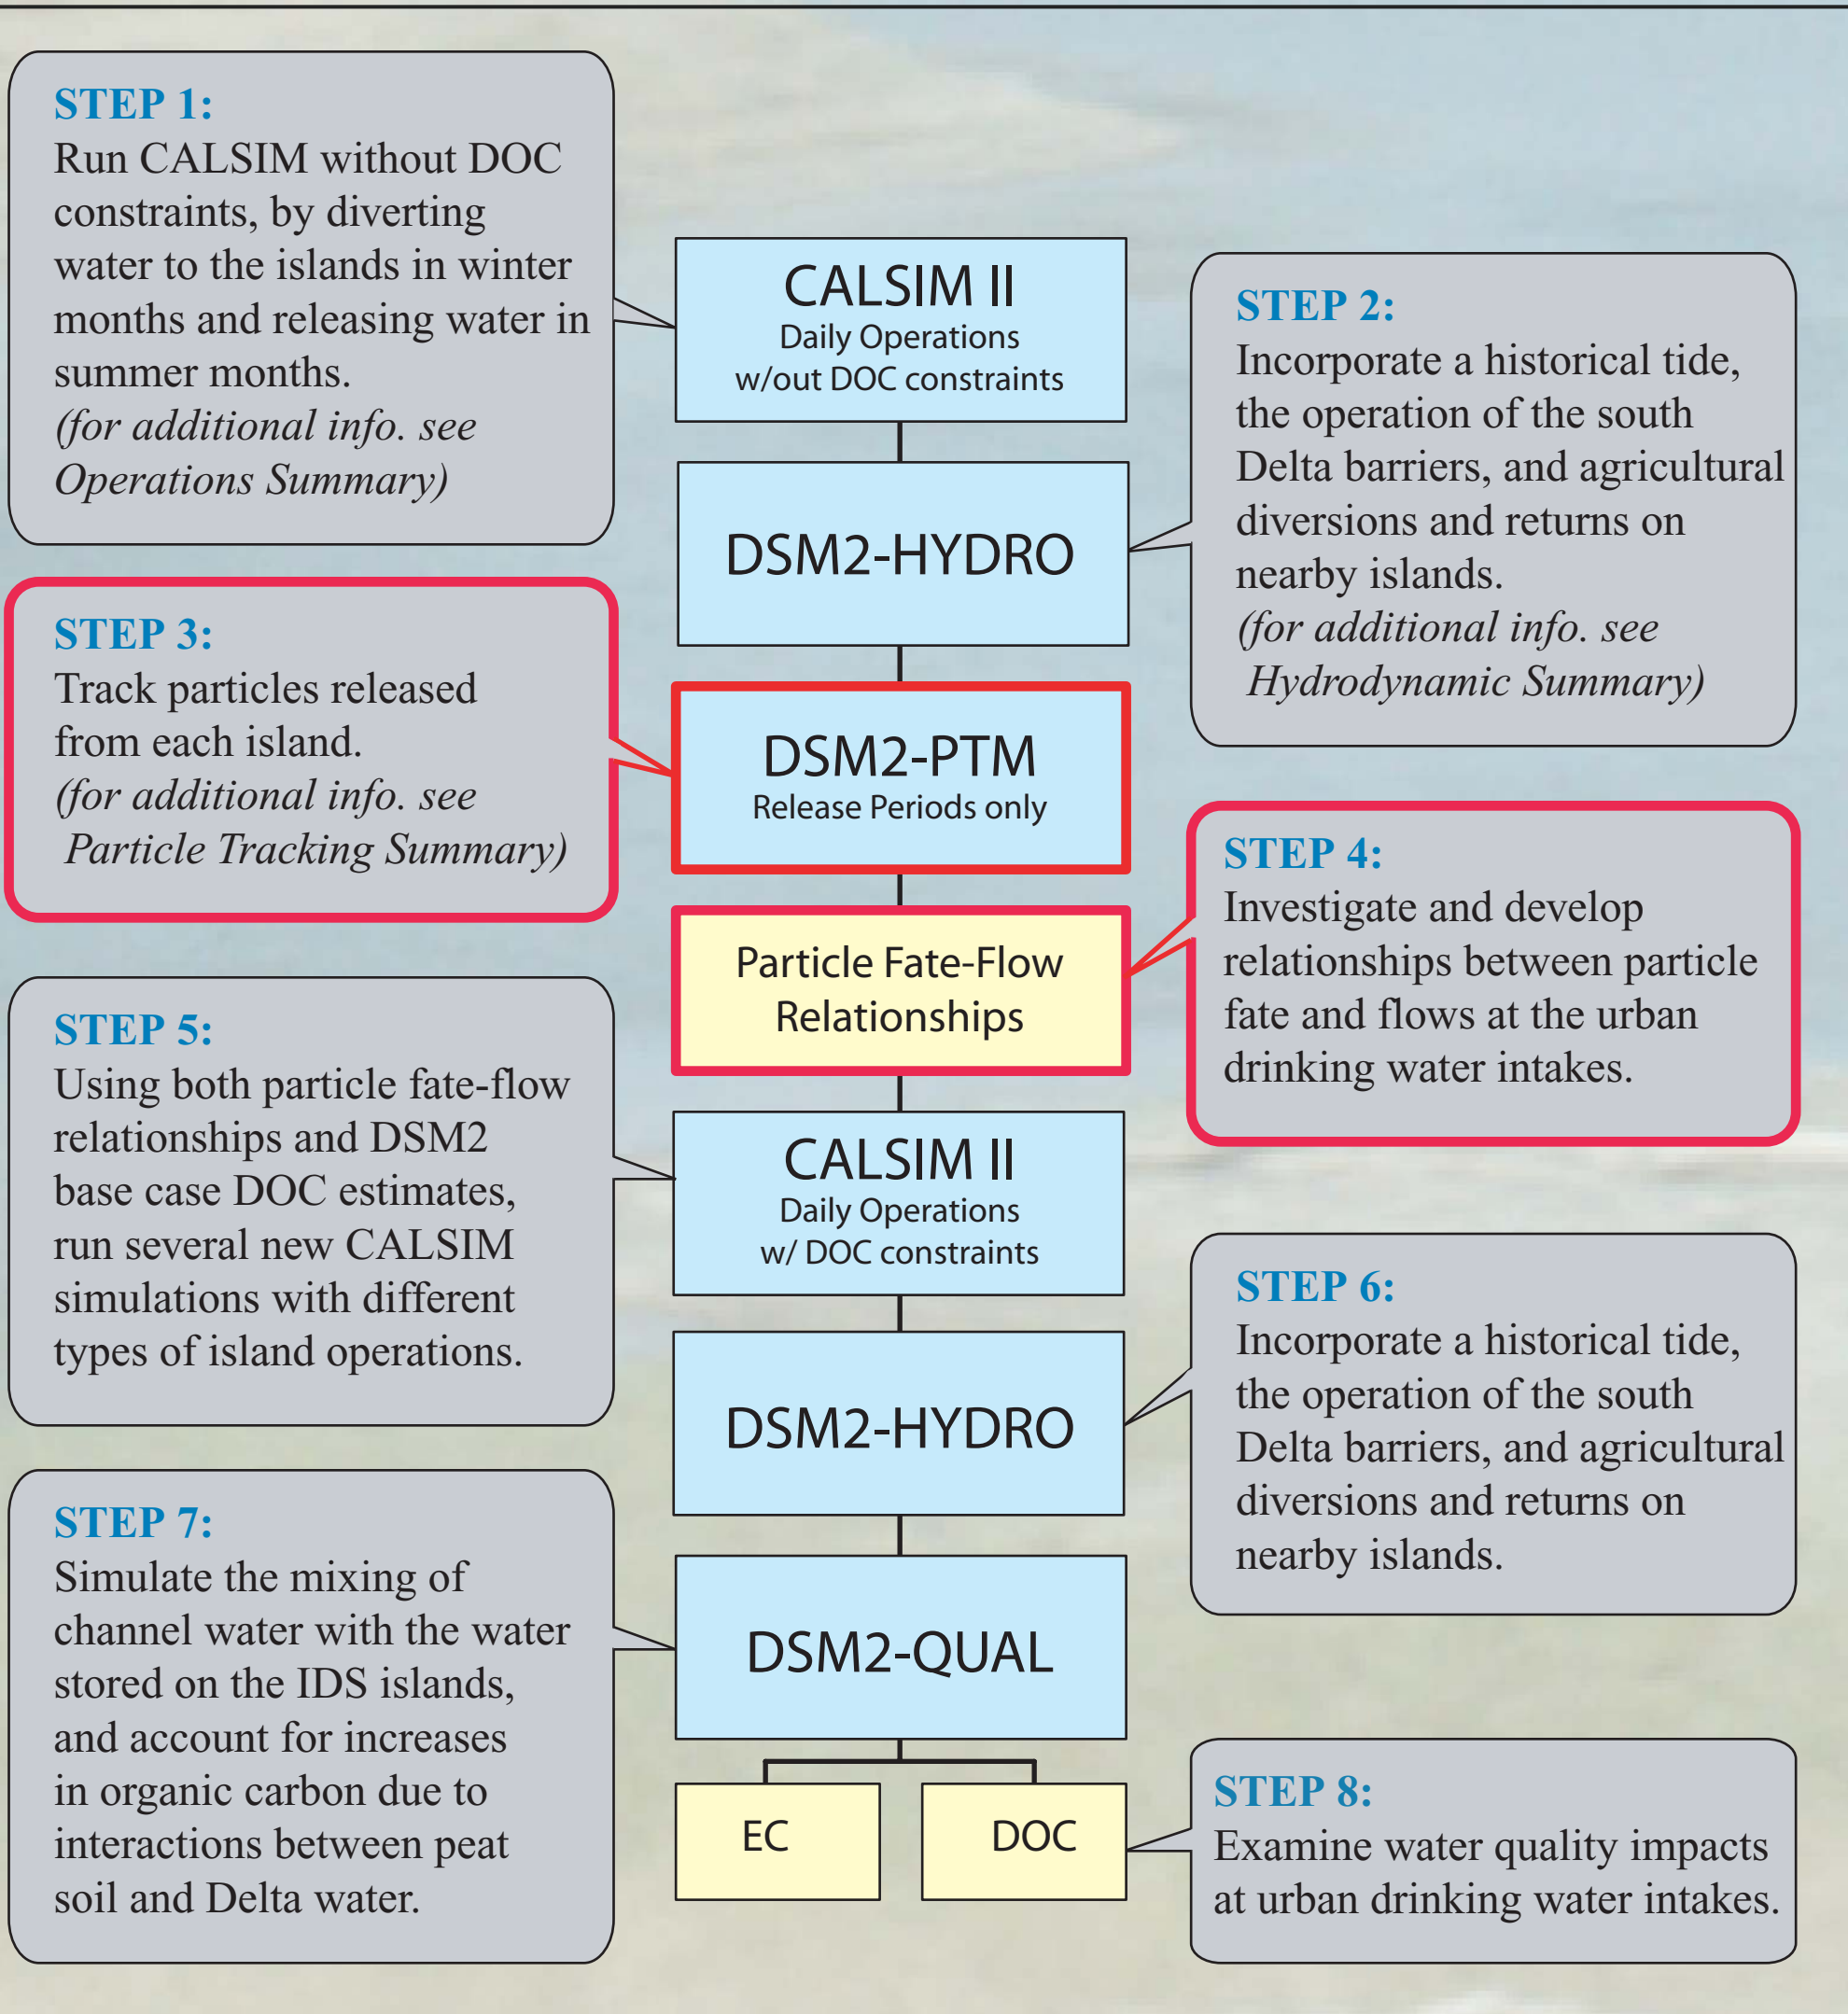 STEP 1:
Run CALSIM without DOC
constraints, by diverting
water to the islands in winter
months and releasing water in
summer months.
(for additional info. see
Operations Summary)
CALSIM II
Daily Operations
w/out DOC constraints
STEP 2:
Incorporate a historical tide,
the operation of the south
Delta barriers, and agricultural
diversions and returns on
nearby islands.
(for additional info. see
Hydrodynamic Summary)
DSM2-HYDRO
STEP 3:
Track particles released
from each island.
(for additional info. see
Particle Tracking Summary)
DSM2-PTM
Release Periods only
STEP 4:
Investigate and develop
relationships between particle
fate and flows at the urban
drinking water intakes.
Particle Fate-Flow
Relationships
STEP 5:
Using both particle fate-flow
relationships and DSM2
base case DOC estimates,
run several new CALSIM
simulations with different
types of island operations.
CALSIM II
Daily Operations
w/ DOC constraints
STEP 6:
Incorporate a historical tide,
the operation of the south
Delta barriers, and agricultural
diversions and returns on
nearby islands.
DSM2-HYDRO
STEP 7:
Simulate the mixing of
channel water with the water
stored on the IDS islands,
and account for increases
in organic carbon due to
interactions between peat
soil and Delta water.
DSM2-QUAL
EC
DOC
STEP 8:
Examine water quality impacts
at urban drinking water intakes.